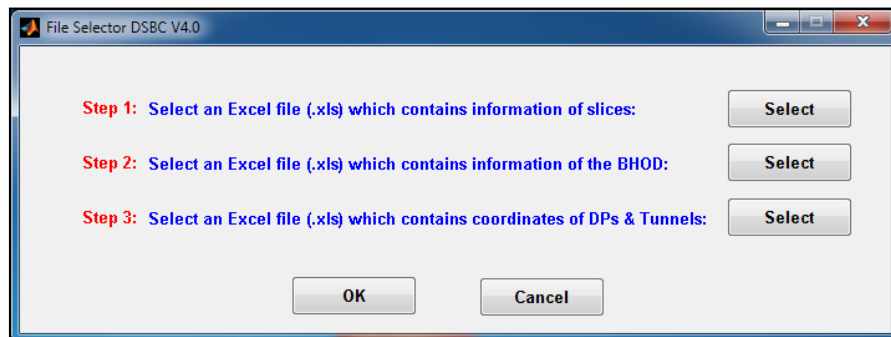 File Selector DSBC V4.0
Step 1: Select an Excel file (.xls) which contains information of slices: Select
Step 2: Select an Excel file (.xls) which contains information of the BHOD: Select
Step 3: Select an Excel file (.xls) which contains coordinates of DPs & Tunnels: Select
OK Cancel